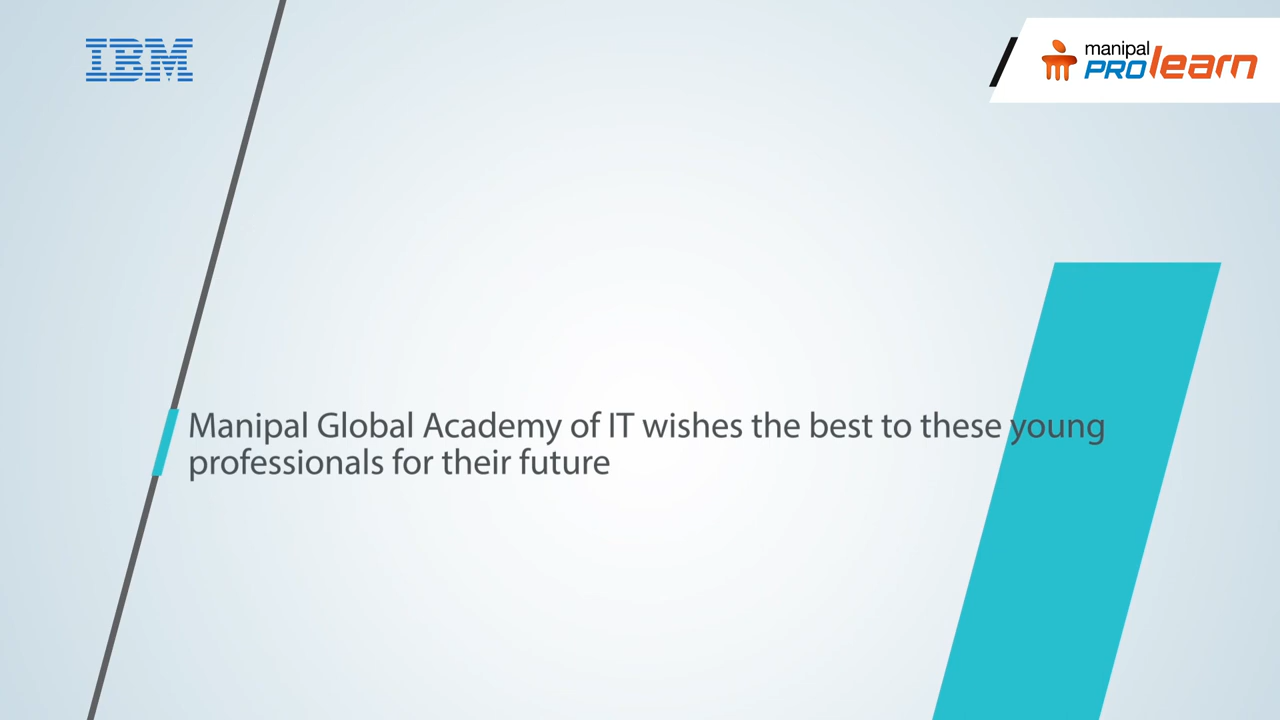 IBM
manipal
PROlearn
Manipal Global Academy of IT wishes the best to these young
professionals for their future